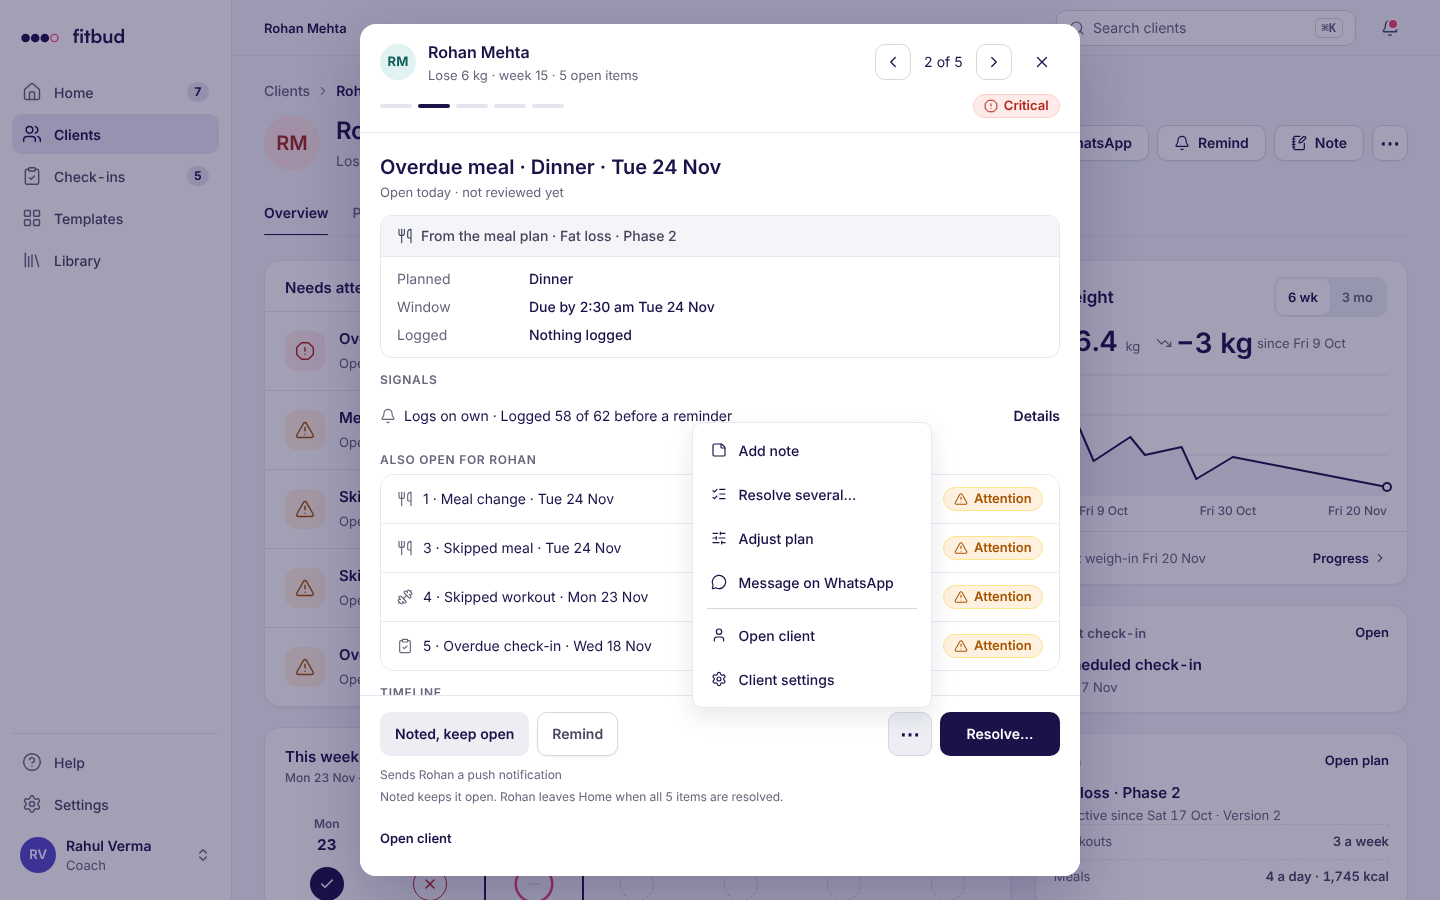 fitbud
Rohan Mehta
Search clients
⌘K
Home
7
Clients
Check-ins
5
Templates
Library
Help
Settings
RV
Rahul Verma
Coach
Clients
RM
Overview
Remind
Note
Needs atte
This week
Mon 23 Nov
Mon
23
6 wk
3 mo
kg
−3 kg
since Fri 9 Oct
Fri 9 Oct
Fri 30 Oct
Fri 20 Nov
weigh-in Fri 20 Nov
Progress
check-in
Open
check-in
7 Nov
Open plan
loss · Phase 2
since Sat 17 Oct · Version 2
3 a week
Meals
4 a day · 1,745 kcal
RM
Rohan Mehta
Lose 6 kg · week 15 · 5 open items
2 of 5
Critical
Overdue meal · Dinner · Tue 24 Nov
Open today · not reviewed yet
From the meal plan · Fat loss · Phase 2
Planned Dinner
Window Due by 2:30 am Tue 24 Nov
Logged Nothing logged
SIGNALS
Logs on own · Logged 58 of 62 before a reminder
Details
ALSO OPEN FOR ROHAN
1 · Meal change · Tue 24 Nov
Attention
3 · Skipped meal · Tue 24 Nov
Attention
4 · Skipped workout · Mon 23 Nov
Attention
5 · Overdue check-in · Wed 18 Nov
Attention
TIMELINE
Add note
Resolve several...
Adjust plan
Message on WhatsApp
Open client
Client settings
Noted, keep open
Remind
Resolve...
Sends Rohan a push notification
Noted keeps it open. Rohan leaves Home when all 5 items are resolved.
Open client